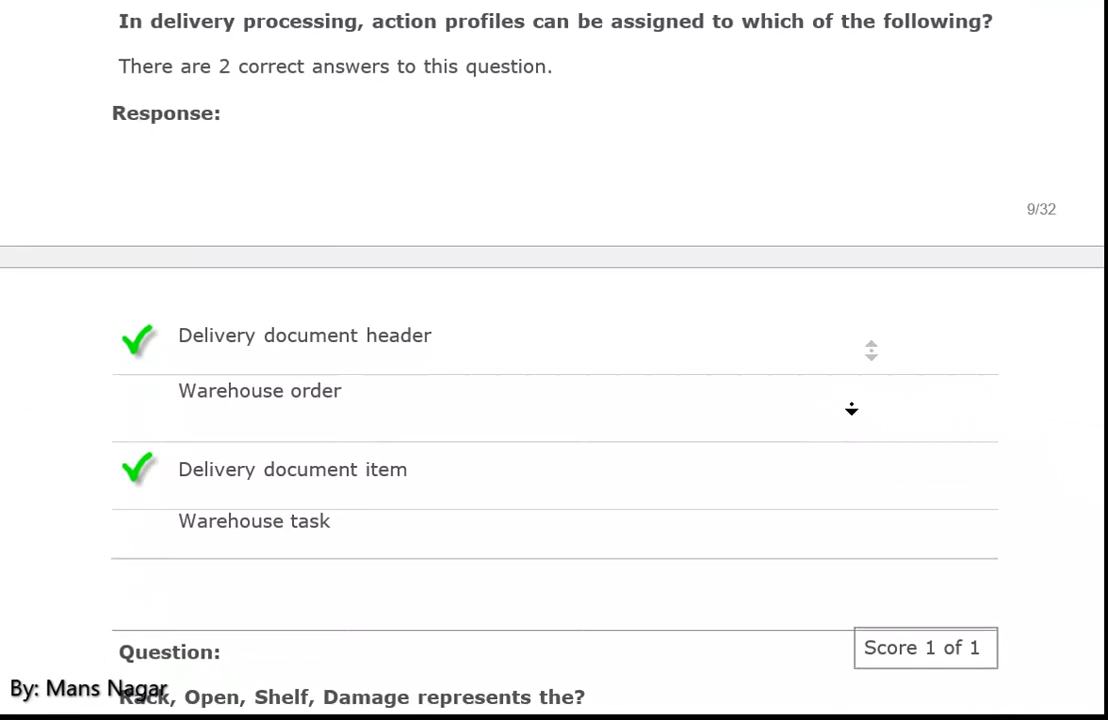 In delivery processing, action profiles can be assigned to which of the following?
There are 2 correct answers to this question.
Response:
9/32
Delivery document header
Warehouse order
Delivery document item
Warehouse task
Score 1 of 1
Question:
By: Mans Nagar
Rack, Open, Shelf, Damage represents the?